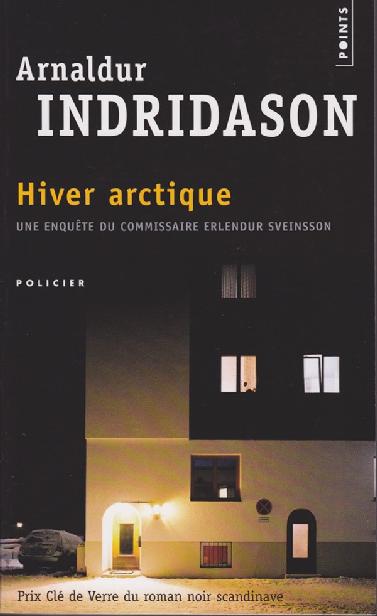 POINTS
Arnaldur
INDRIDASON
Hiver arctique
UNE ENQUÊTE DU COMMISSAIRE ERLENDUR SVEINSSON
POLICIER
Prix Clé de Verre du roman noir scandinave